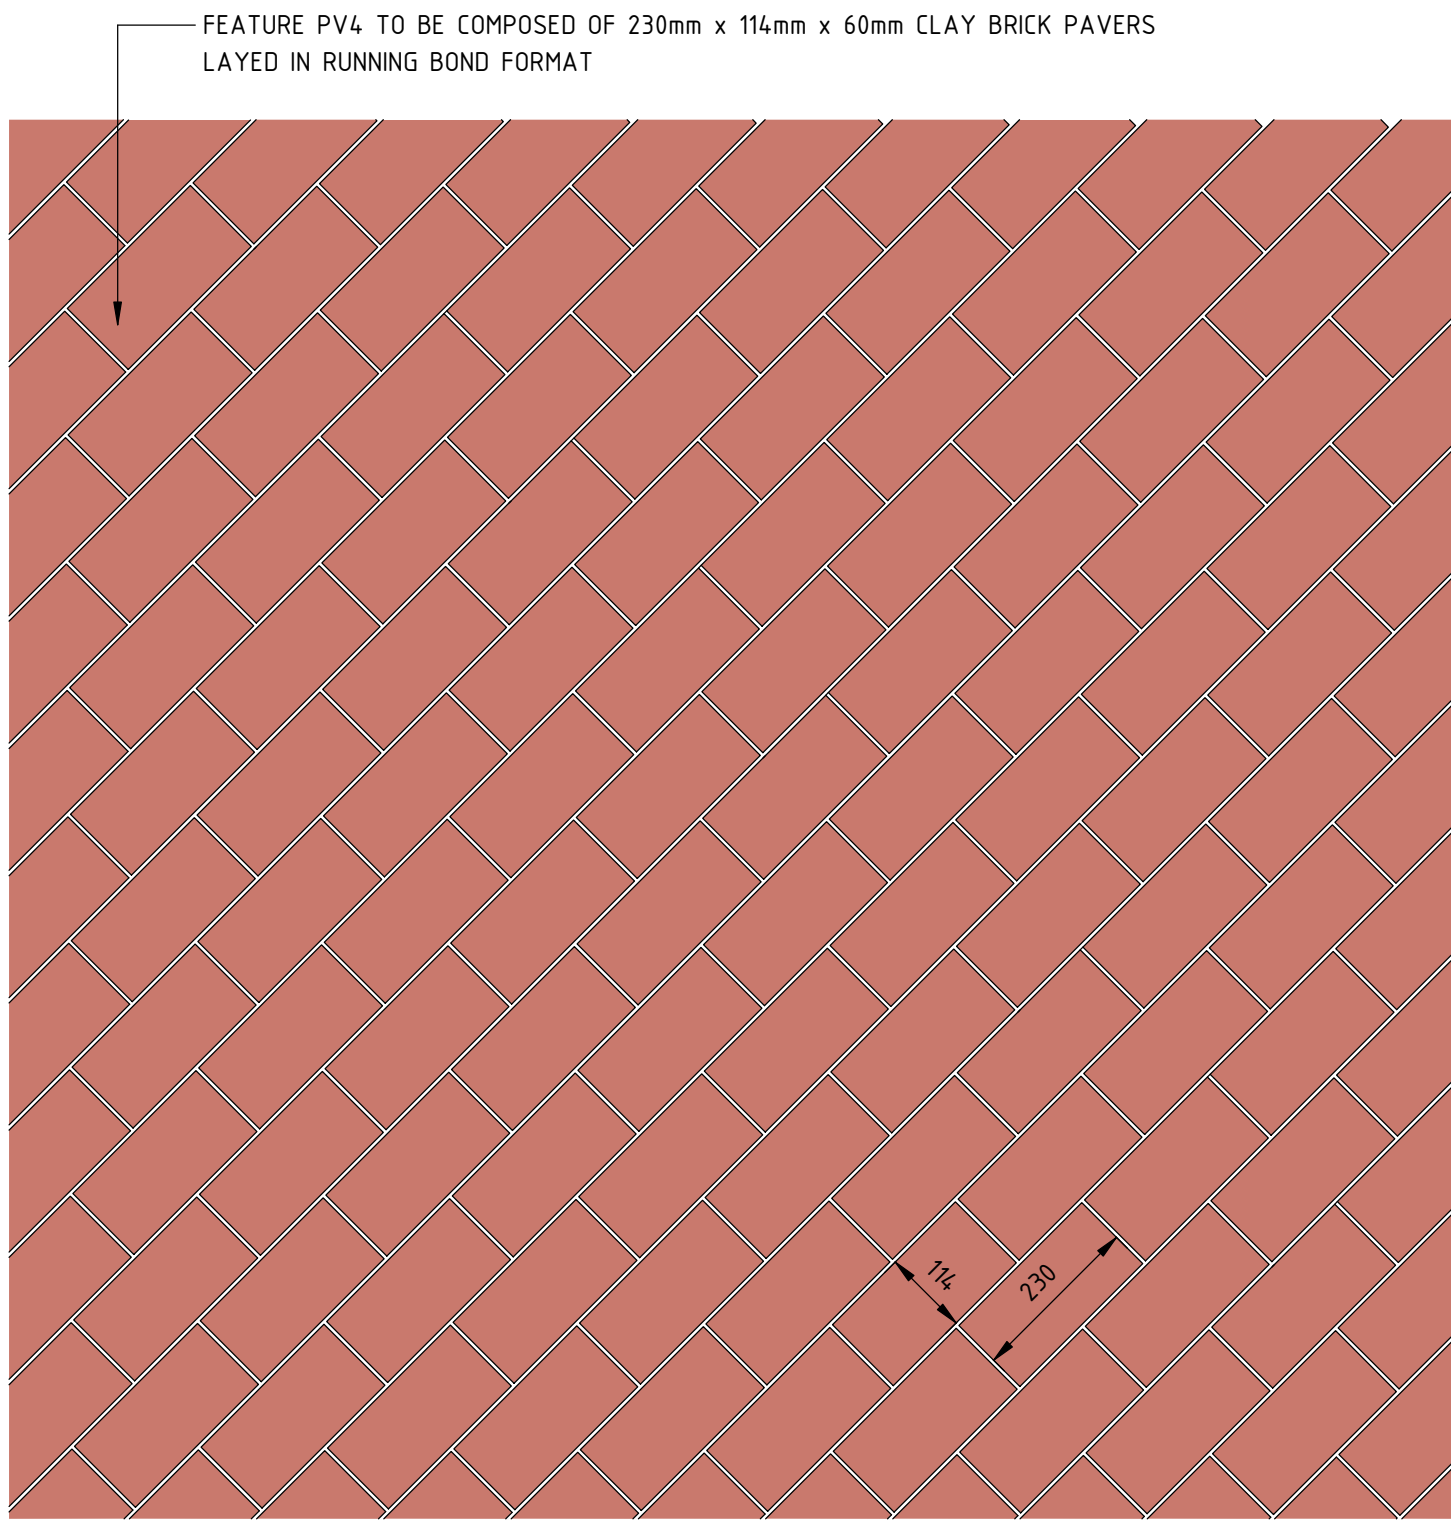 FEATURE PV4 TO BE COMPOSED OF 230mm x 114mm x 60mm CLAY BRICK PAVERS
LAYED IN RUNNING BOND FORMAT
114
230